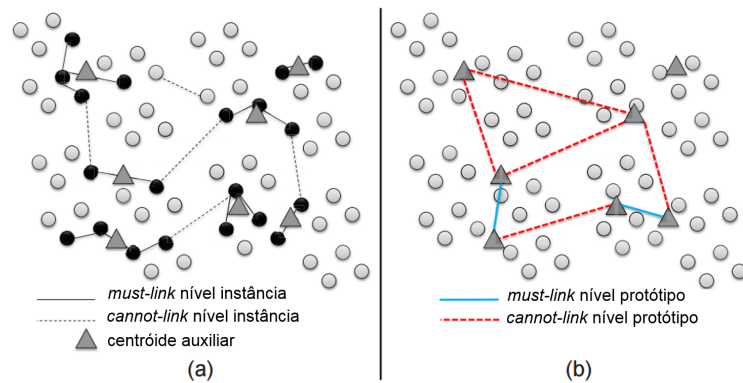 must-link nível instância
cannot-link nível instância
centróide auxiliar
(a)
must-link nível protótipo
cannot-link nível protótipo
(b)